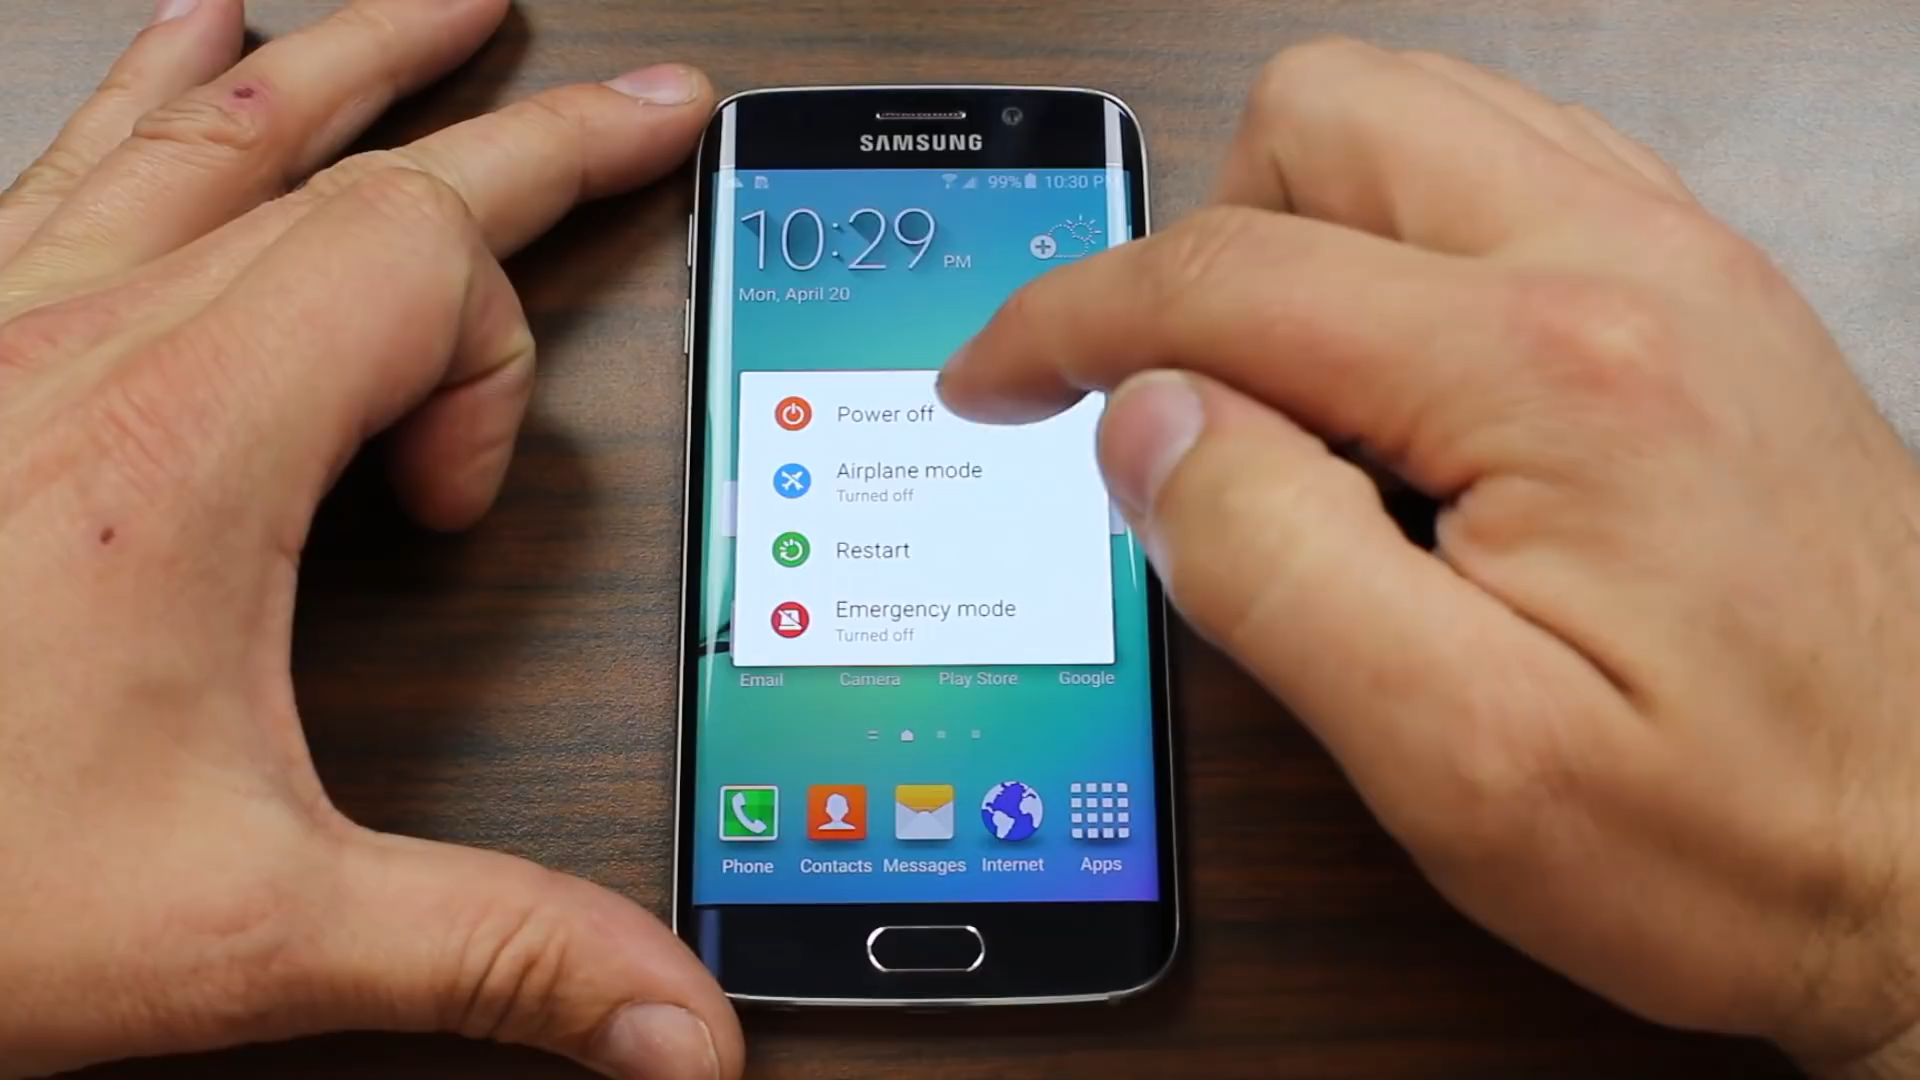 SAMSUNG
99% 10:30 P
10:29 PM
Mon, April 20
Power off
Airplane mode
Turned off
Restart
Emergency mode
Turned off
Email Camera Play Store Google
Phone Contacts Messages Internet Apps